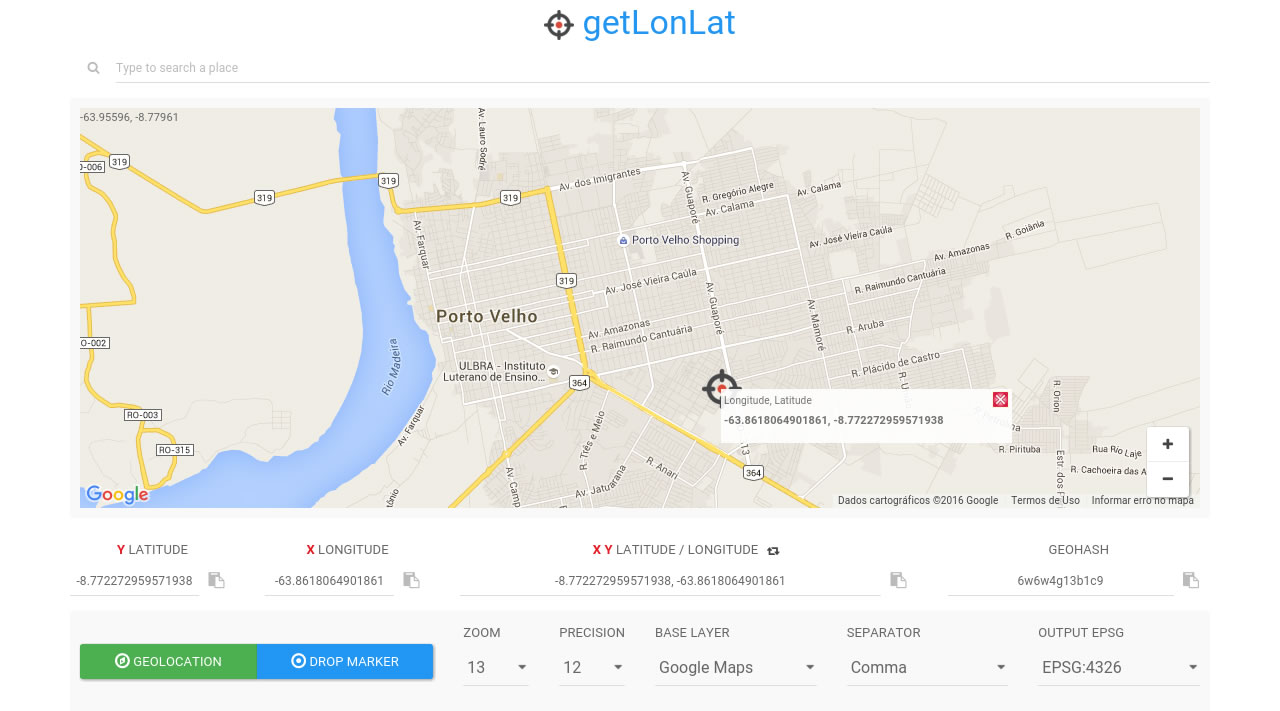 getLonLat
Type to search a place
-63.95596, -8.77961
RO-006
319
319
319
319
Av. Lauro Sodré
Av. dos Imigrantes
Av. Guaporé
R. Gregório Alegre
Av. Calama
Av. Calama
Av. Farquar
Porto Velho Shopping
Av. José Vieira Caúla
R. Goiânia
Av. Amazonas
319
Av. José Vieira Caúla
R. Raimundo Cantuária
Av. Guaporé
Av. Mamoré
Porto Velho
Av. Amazonas
R. Raimundo Cantuária
R. Aruba
RO-002
Rio Madeira
ULBRA - Instituto
Luterano de Ensino...
364
R. Plácido de Castro
Longitude, Latitude
-63.8618064901861, -8.772272959571938
R. Orion
RO-003
Av. Farquar
R. Três e Meio
RO-315
R. Pirituba
Rua Rio Laje
R. Anari
364
R. Cachoeira das A
Av. Jaturarana
Av. Camp
Estr. dos P
+
−
Google
Dados cartográficos ©2016 Google
Termos de Uso
Informar erro no mapa
Y LATITUDE
X LONGITUDE
X Y LATITUDE / LONGITUDE
GEOHASH
-8.772272959571938
-63.8618064901861
-8.772272959571938, -63.8618064901861
6w6w4g13b1c9
GEOLOCATION
DROP MARKER
ZOOM
PRECISION
BASE LAYER
SEPARATOR
OUTPUT EPSG
13
12
Google Maps
Comma
EPSG:4326